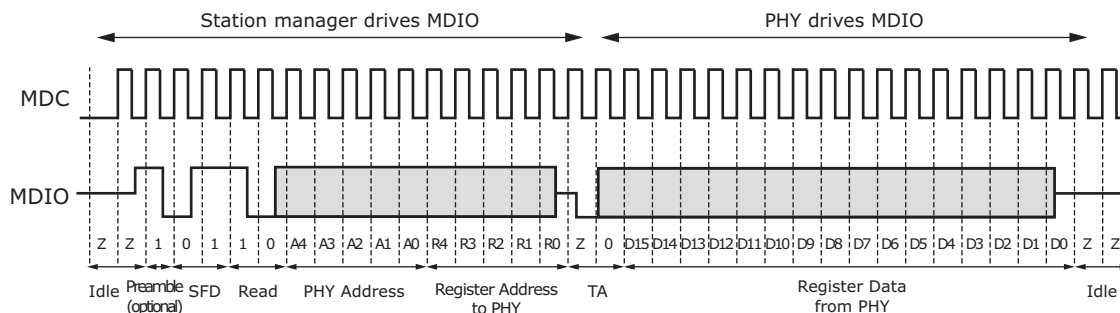 Station manager drives MDIO
PHY drives MDIO
MDC
MDIO
Z Z 1 0 1 1 0 A4 A3 A2 A1 A0 R4 R3 R2 R1 R0 Z 0 D15 D14 D13 D12 D11 D10 D9 D8 D7 D6 D5 D4 D3 D2 D1 D0 Z Z
Idle
Preamble
(optional)
SFD
Read
PHY Address
Register Address
to PHY
TA
Register Data
from PHY
Idle